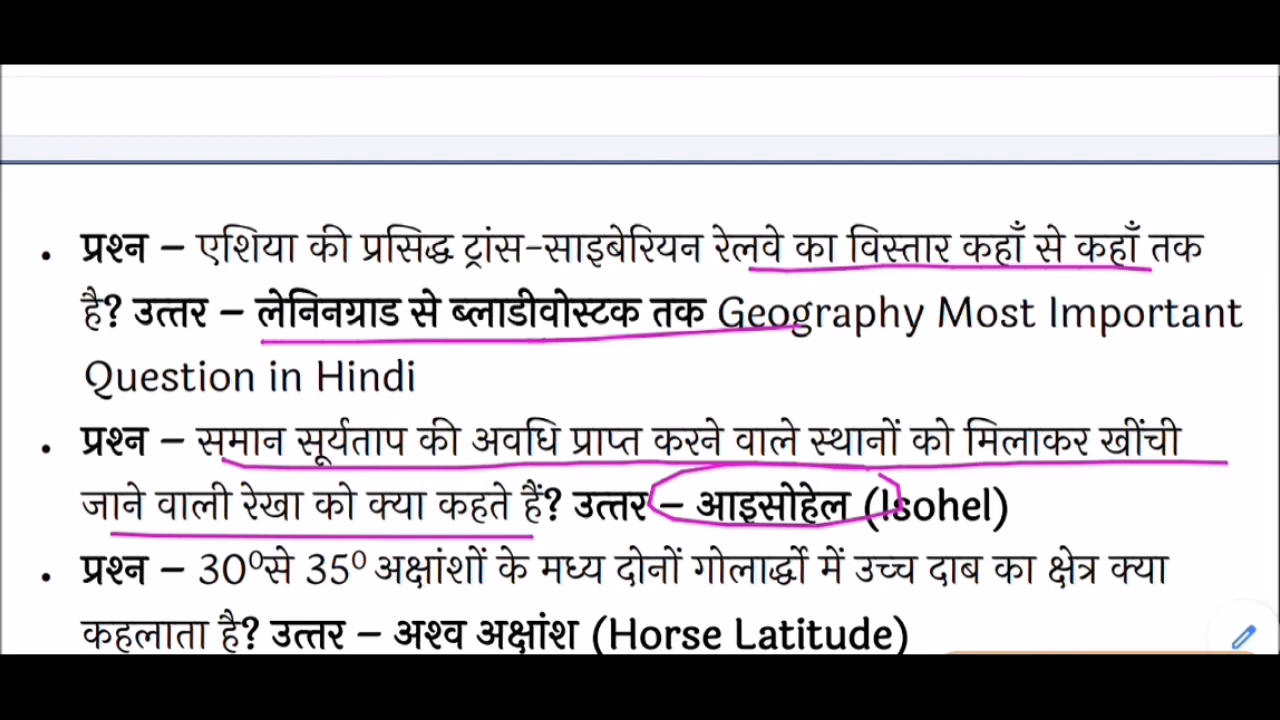 • प्रश्न – एशिया की प्रसिद्ध ट्रांस-साइबेरियन रेलवे का विस्तार कहाँ से कहाँ तक
है? उत्तर – लेनिनग्राड से ब्लाडीवोस्टक तक Geography Most Important
Question in Hindi
• प्रश्न – समान सूर्यताप की अवधि प्राप्त करने वाले स्थानों को मिलाकर खींची
जाने वाली रेखा को क्या कहते हैं? उत्तर – आइसोहेल (Isohel)
• प्रश्न – 30⁰से 35⁰ अक्षांशों के मध्य दोनों गोलार्द्धो में उच्च दाब का क्षेत्र क्या
कहलाता है? उत्तर – अश्व अक्षांश (Horse Latitude)